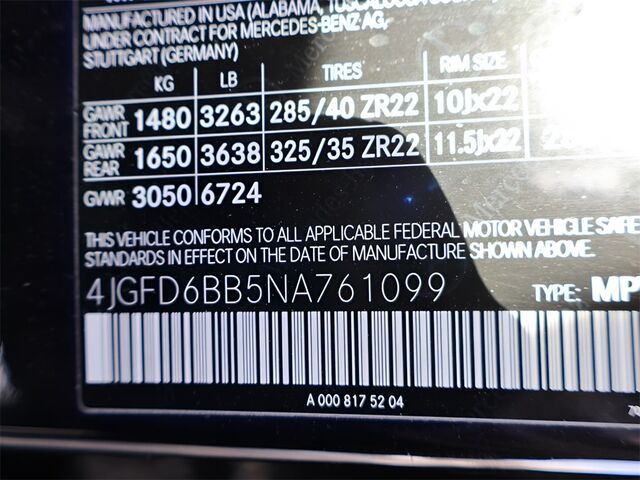 MANUFACTURED IN USA (ALABAMA,
UNDER CONTRACT FOR MERCEDES-BENZ AG,
STUTTGART (GERMANY)
KG LB TIRES RIM SIZE
GAWR FRONT 1480 3263 285/40 ZR22 10Jx22
GAWR REAR 1650 3638 325/35 ZR22 11.5Jx22
GVWR 3050 6724
THIS VEHICLE CONFORMS TO ALL APPLICABLE FEDERAL MOTOR VEHICLE SAFE
STANDARDS IN EFFECT ON THE DATE OF MANUFACTURE SHOWN ABOVE.
4JGFD6BB5NA761099 TYPE: MP
A 000 817 52 04